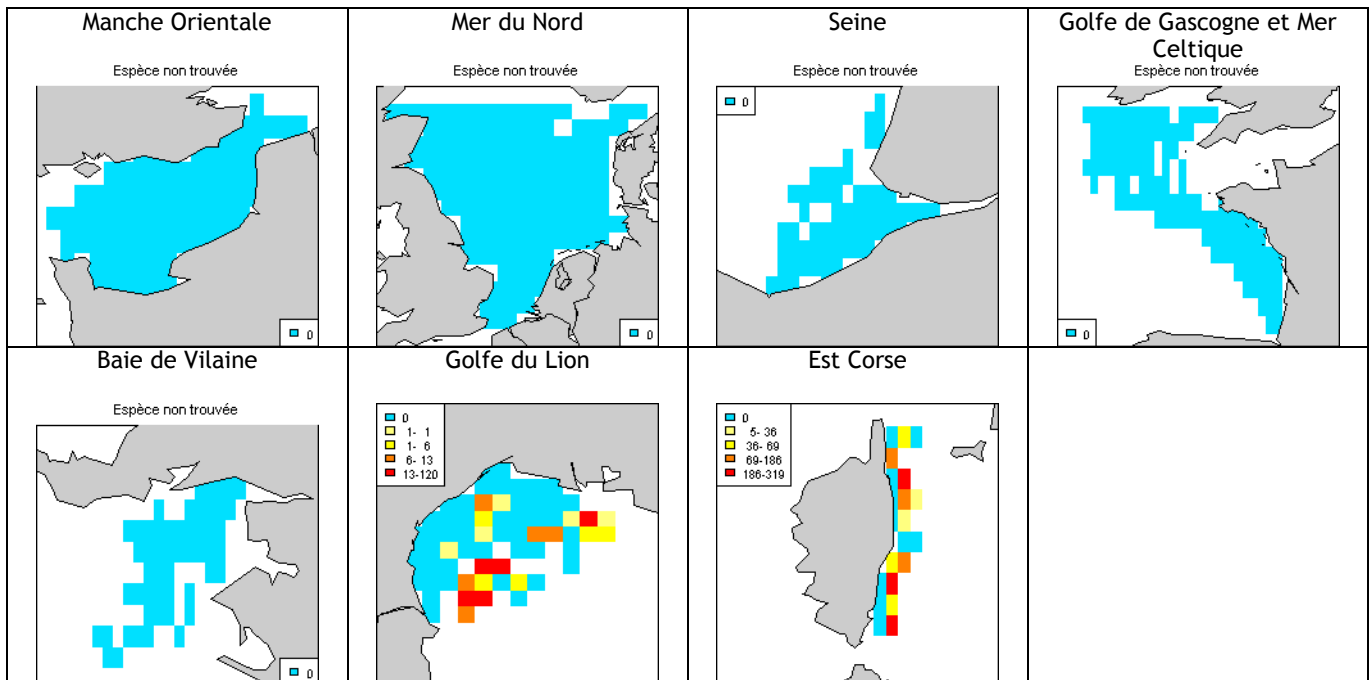 Manche Orientale
Espèce non trouvée
0
Mer du Nord
Espèce non trouvée
0
Seine
Espèce non trouvée
0
Golfe de Gascogne et Mer
Celtique
Espèce non trouvée
0
Baie de Vilaine
Espèce non trouvée
0
Golfe du Lion
0
1- 1
1- 6
6- 13
13-120
Est Corse
0
5- 36
36- 69
69-186
186-319